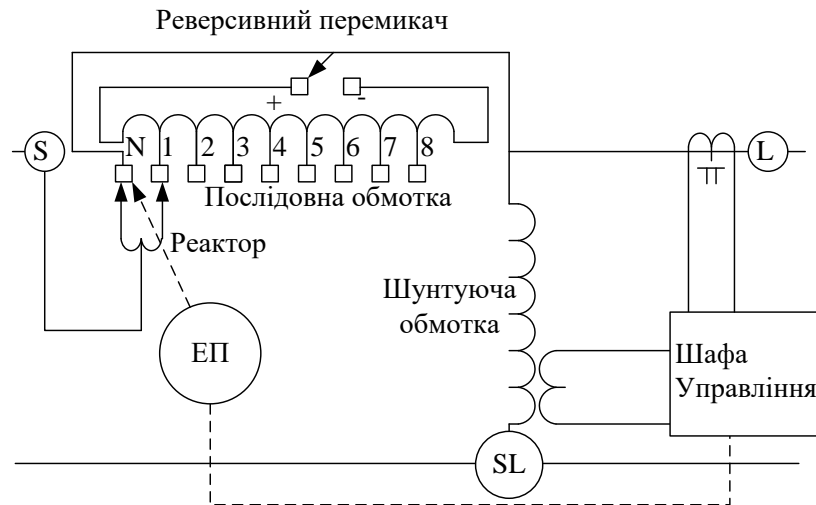 Реверсивний перемикач
+ -
S N 1 2 3 4 5 6 7 8 L
Послідовна обмотка
Реактор
Шунтуюча
обмотка
ЕП
Шафа
Управління
SL